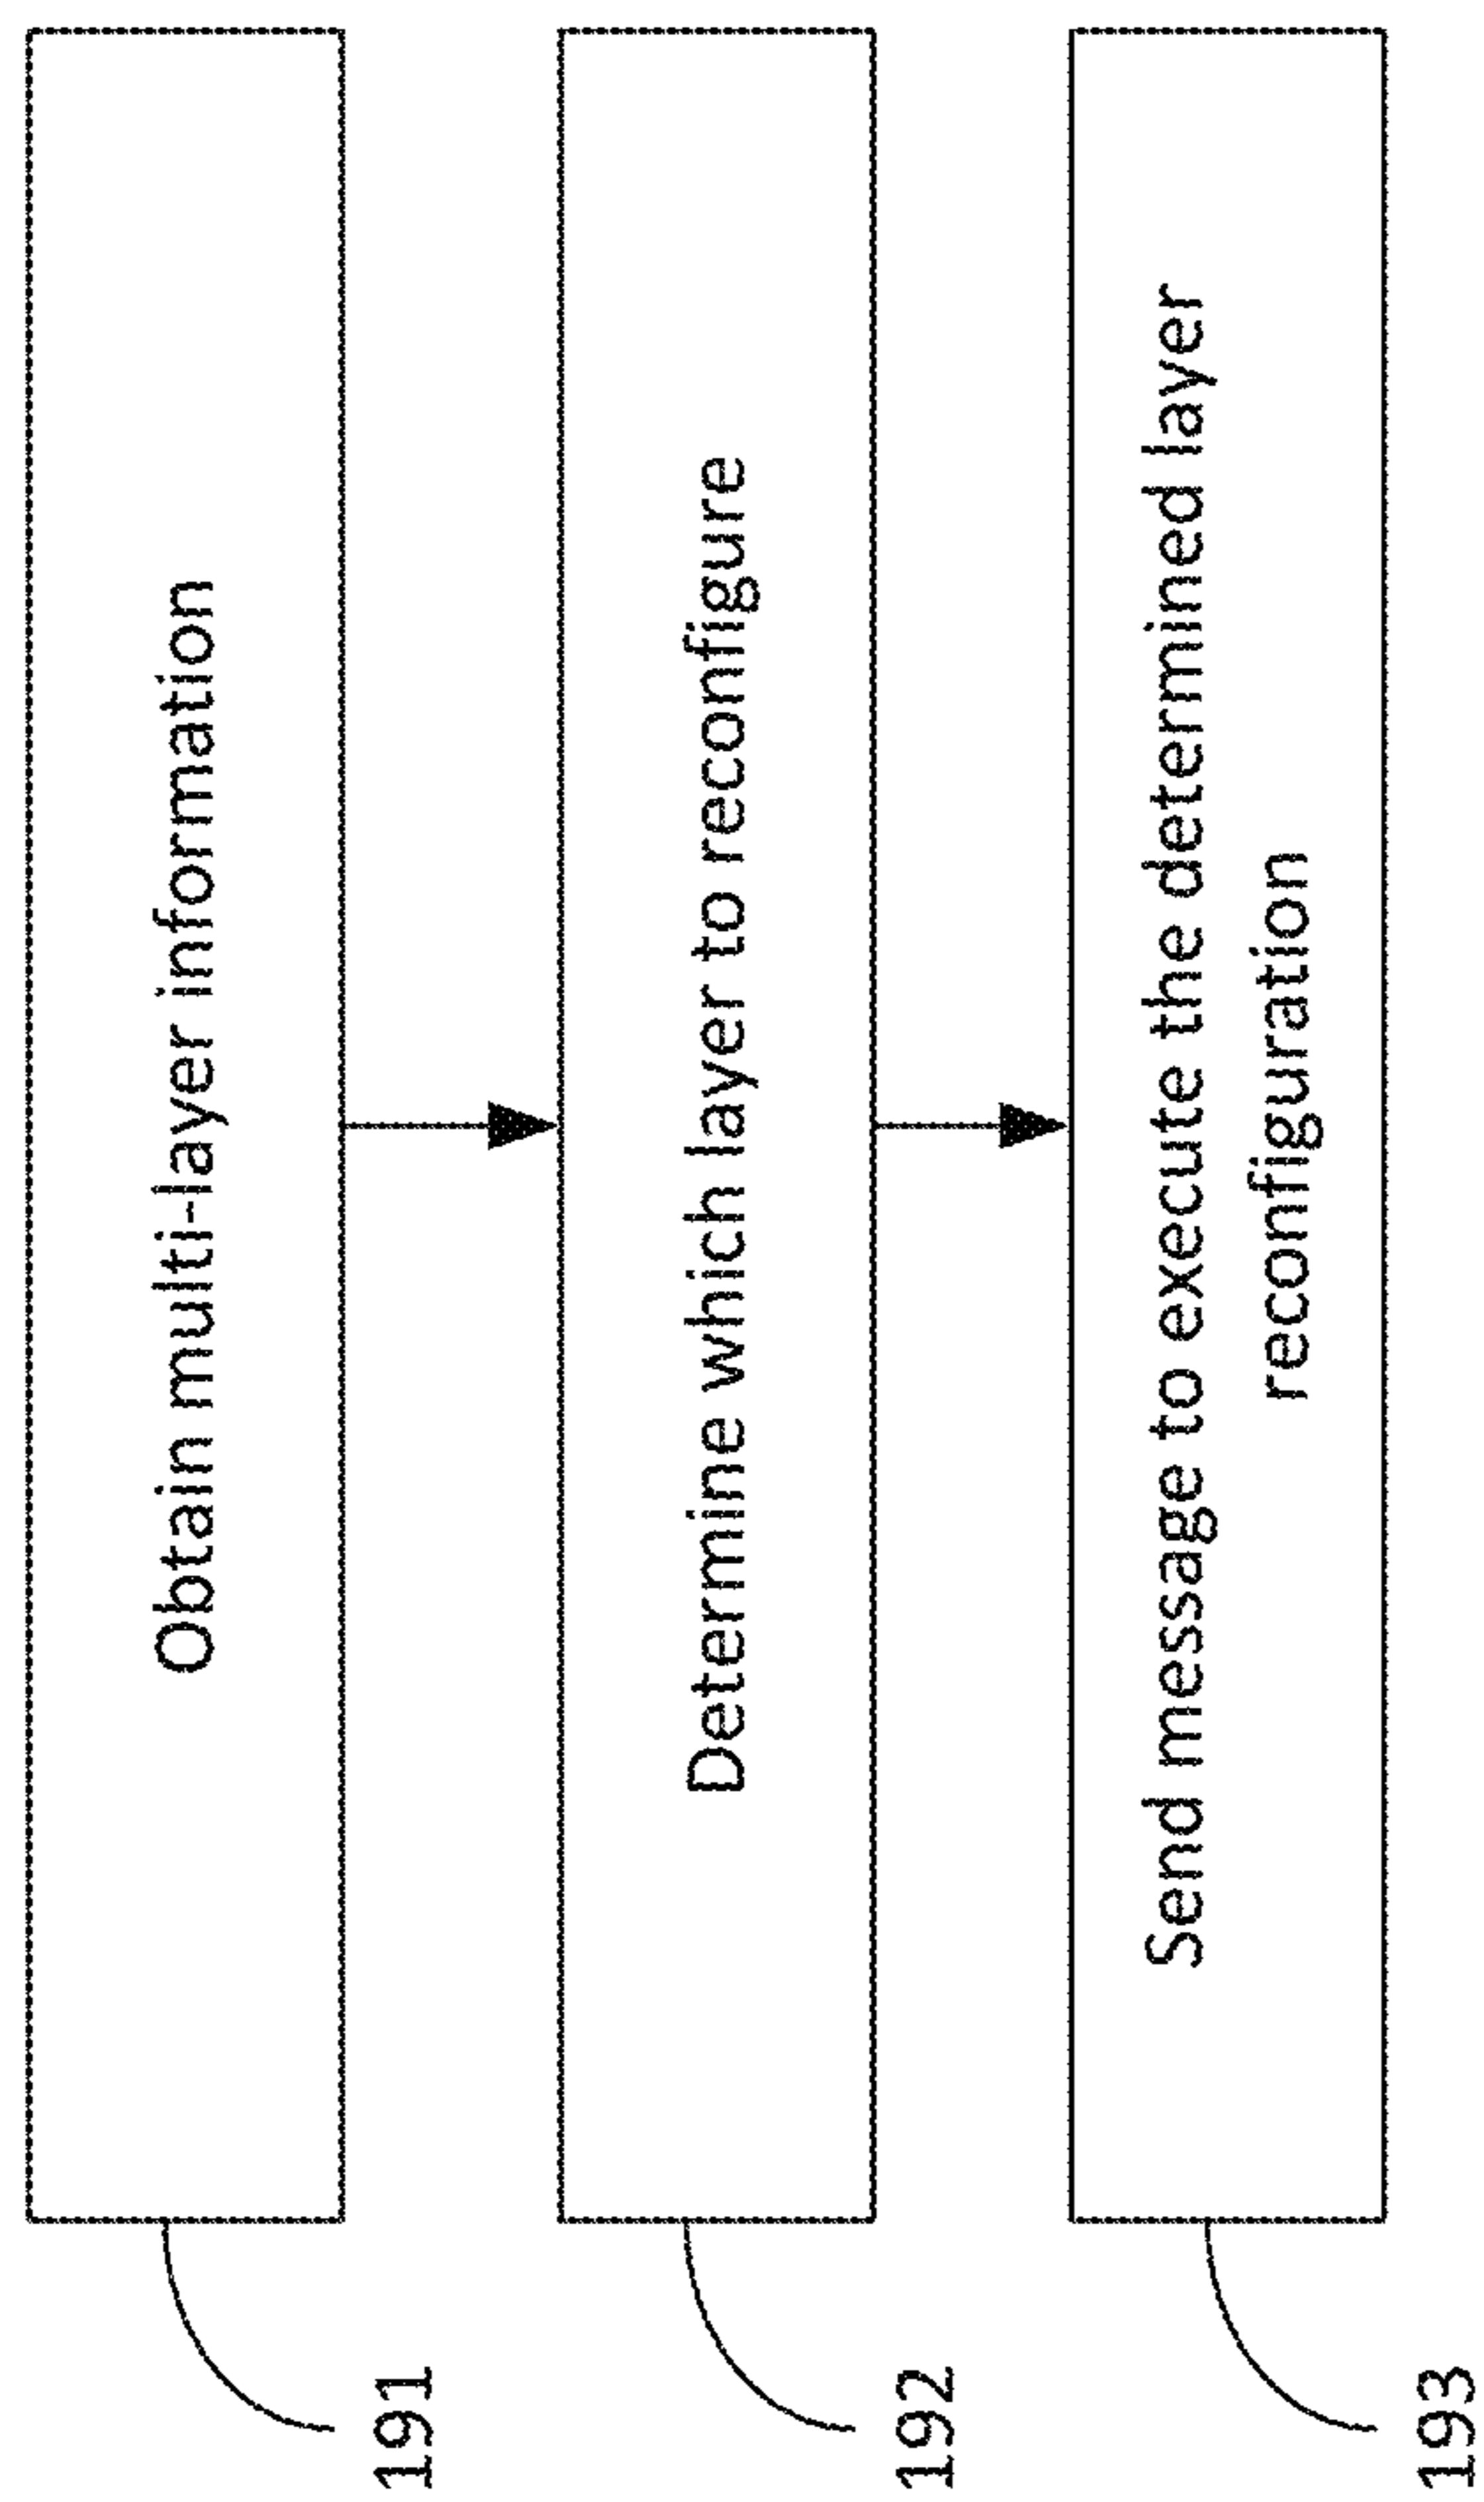 Obtain multi-layer information
191
Determine which layer to reconfigure
192
Send message to execute the determined layer
reconfiguration
193